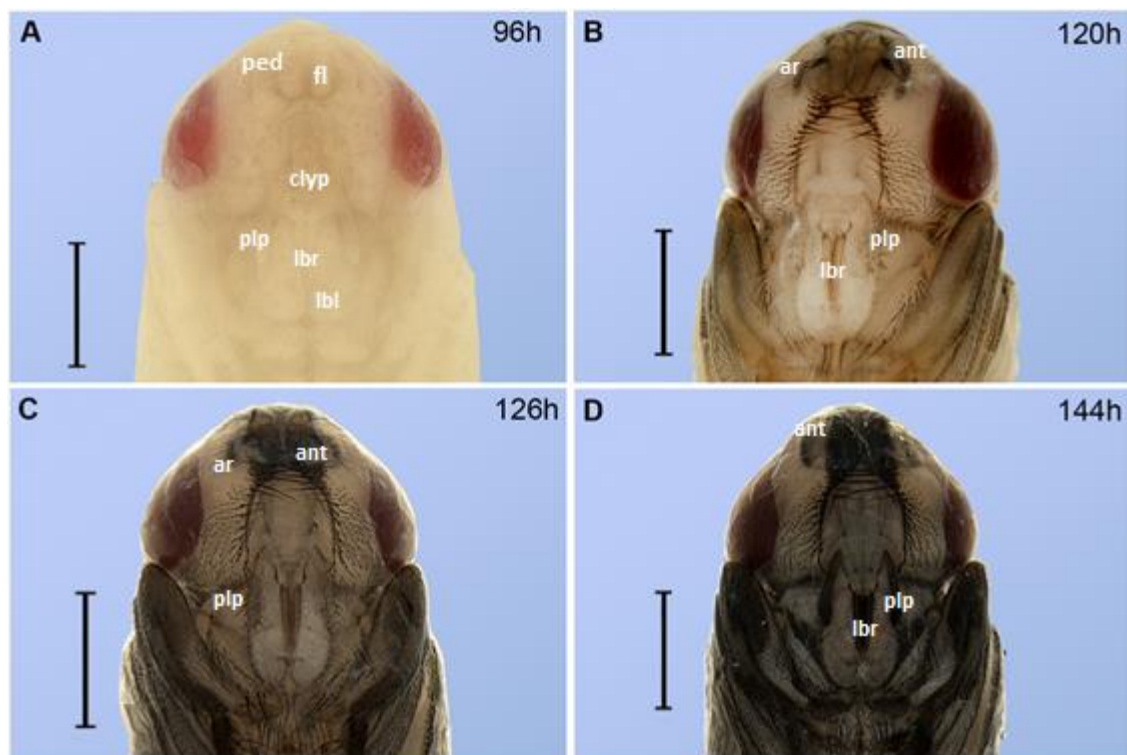 A 96h
ped
fl
clyp
plp
lbr
lbl
B 120h
ar ant
plp
lbr
C 126h
ar ant
plp
D 144h
ant
plp
lbr